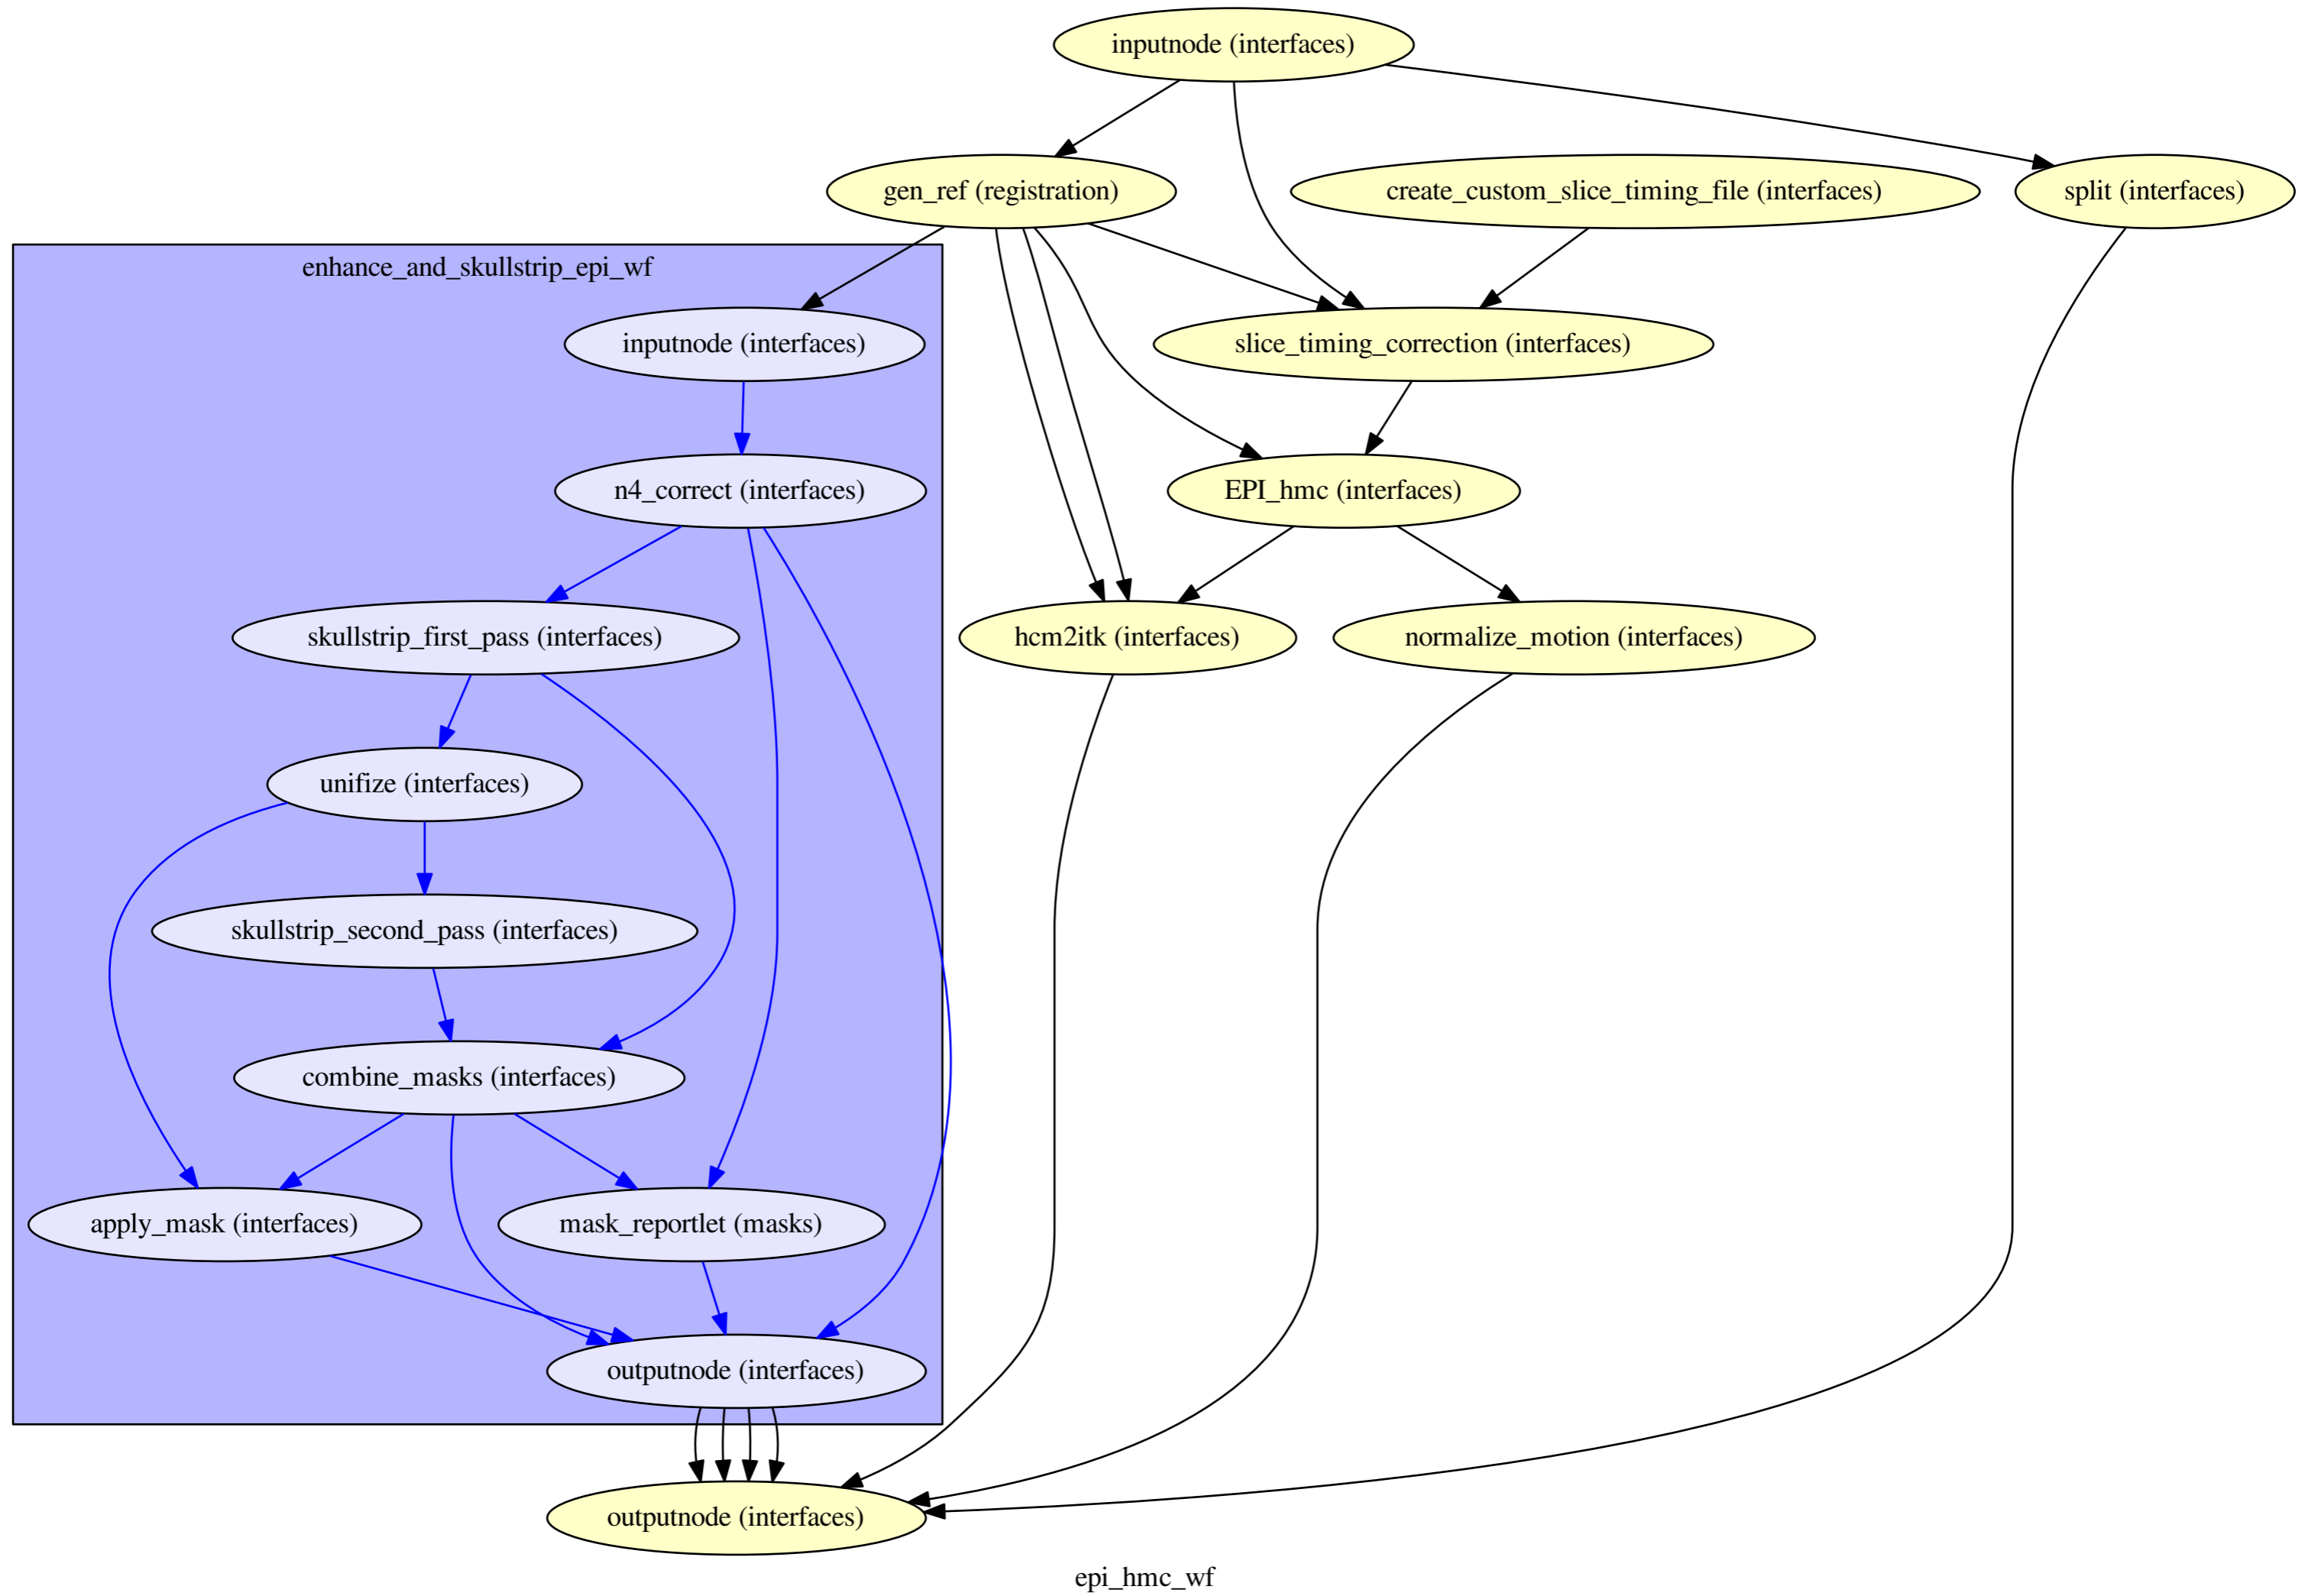 inputnode (interfaces)
gen_ref (registration)
create_custom_slice_timing_file (interfaces)
split (interfaces)
enhance_and_skullstrip_epi_wf
inputnode (interfaces)
slice_timing_correction (interfaces)
n4_correct (interfaces)
EPI_hmc (interfaces)
skullstrip_first_pass (interfaces)
hcm2itk (interfaces)
normalize_motion (interfaces)
unifize (interfaces)
skullstrip_second_pass (interfaces)
combine_masks (interfaces)
apply_mask (interfaces)
mask_reportlet (masks)
outputnode (interfaces)
outputnode (interfaces)
epi_hmc_wf